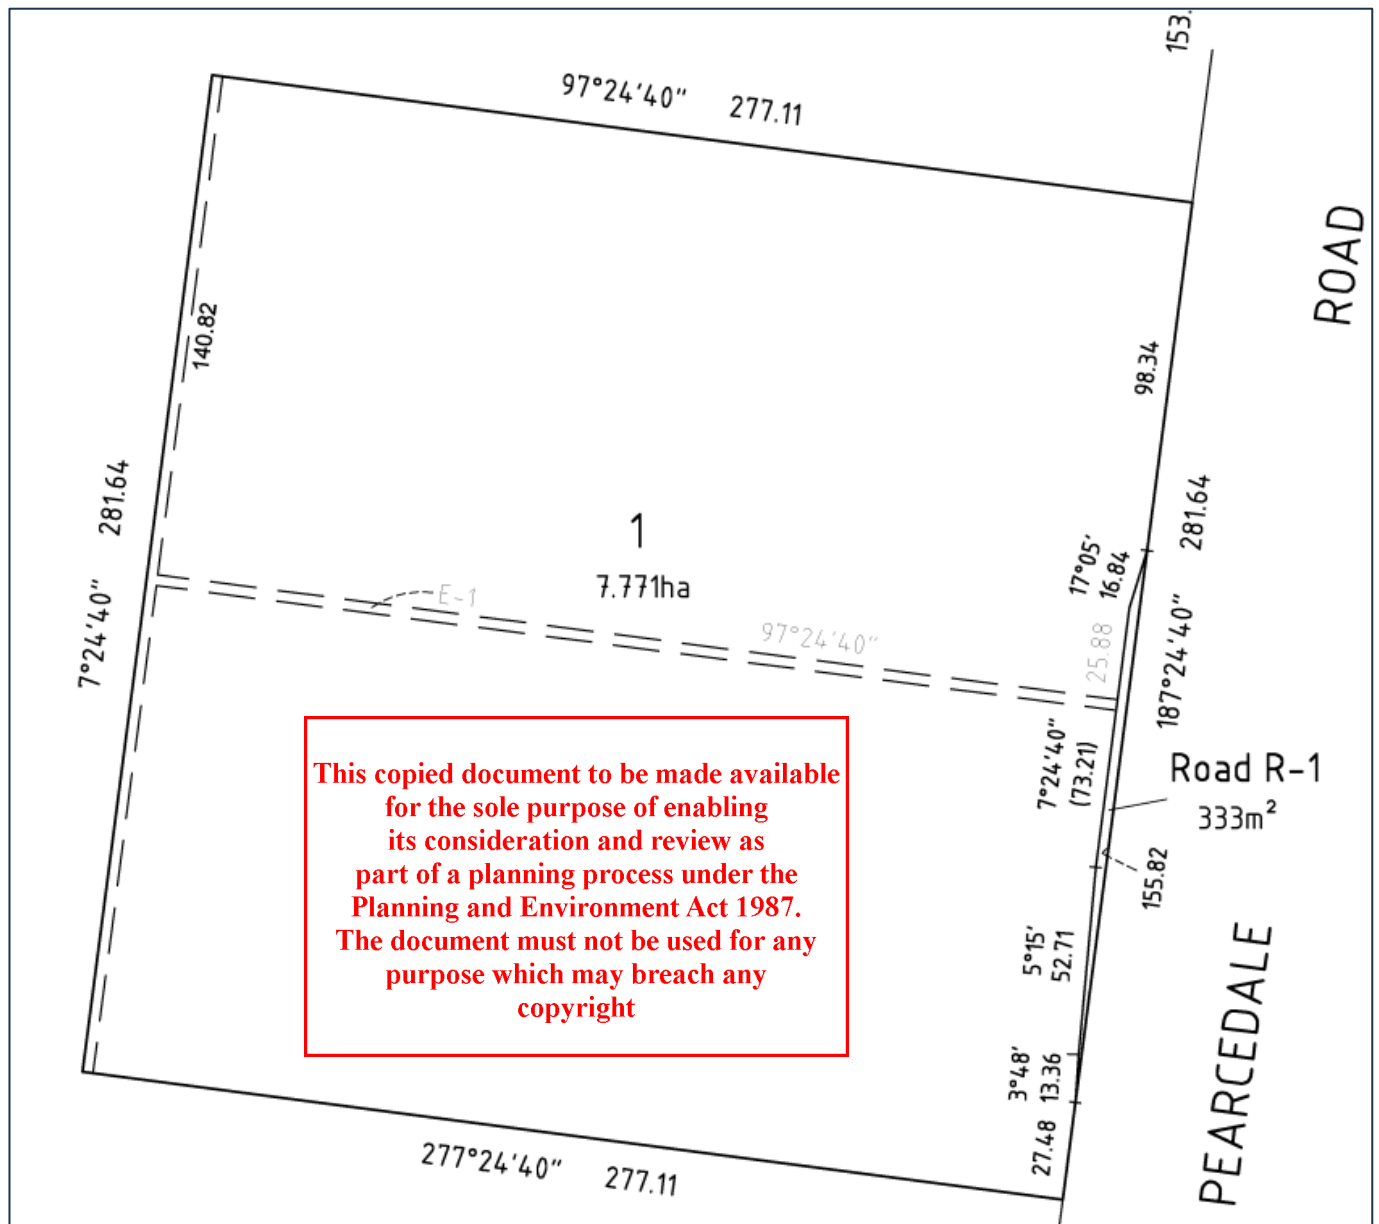 153.
97°24'40" 277.11
ROAD
140.82
98.34
281.64
7°24'40"
1
7.771ha
E-1
97°24'40"
17°05'
16.84
25.88
281.64
187°24'40"
7°24'40"
(73.21)
Road R-1
333m²
155.82
This copied document to be made available
for the sole purpose of enabling
its consideration and review as
part of a planning process under the
Planning and Environment Act 1987.
The document must not be used for any
purpose which may breach any
copyright
5°15'
52.71
3°48'
13.36
27.48
PEARCEDALE
277°24'40" 277.11